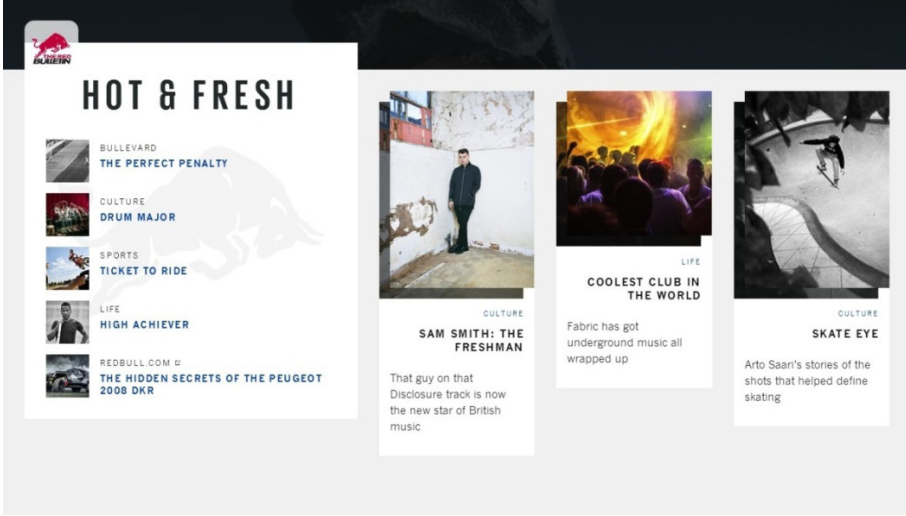 THE RED
BULLETIN
HOT & FRESH
BULLEVARD
THE PERFECT PENALTY
CULTURE
DRUM MAJOR
SPORTS
TICKET TO RIDE
LIFE
HIGH ACHIEVER
REDBULL.COM
THE HIDDEN SECRETS OF THE PEUGEOT
2008 DKR
CULTURE
SAM SMITH: THE
FRESHMAN
That guy on that
Disclosure track is now
the new star of British
music
LIFE
COOLEST CLUB IN
THE WORLD
Fabric has got
underground music all
wrapped up
CULTURE
SKATE EYE
Arto Saari's stories of the
shots that helped define
skating